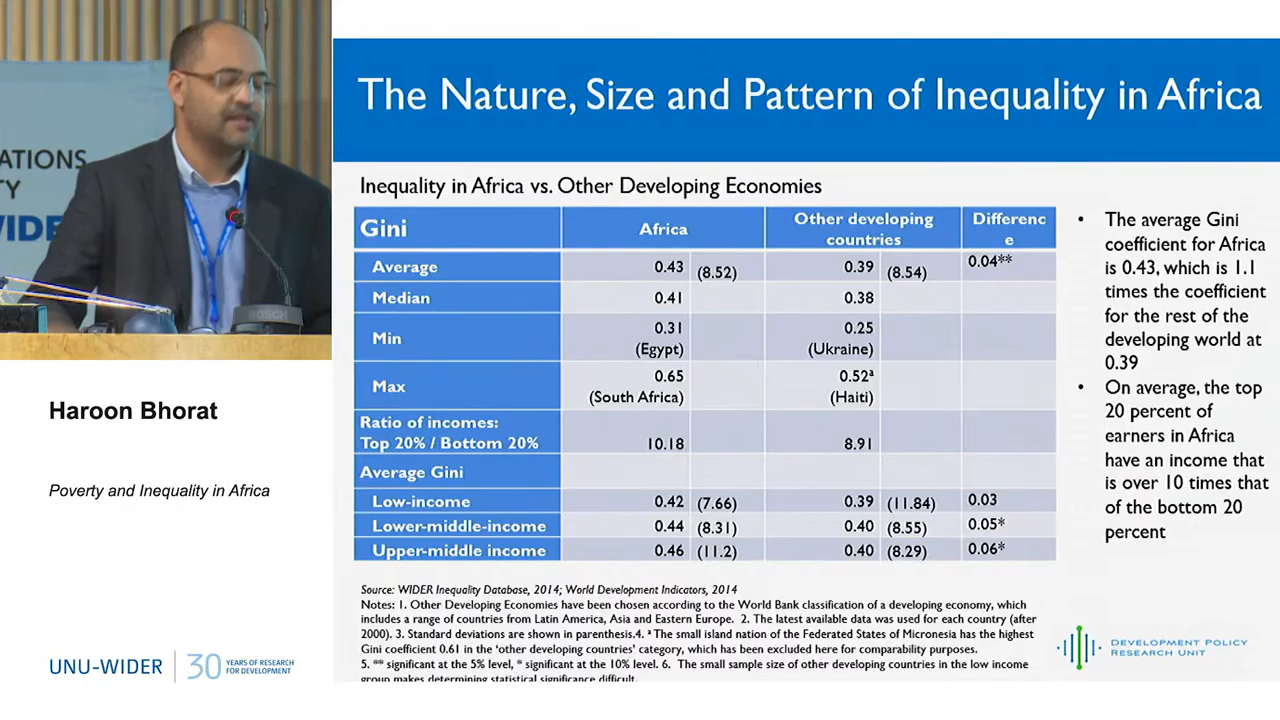 ATIONS
TY
WIDE
BOSCH
Haroon Bhorat
Poverty and Inequality in Africa
UNU-WIDER
30 YEARS OF RESEARCH
FOR DEVELOPMENT
The Nature, Size and Pattern of Inequality in Africa
Inequality in Africa vs. Other Developing Economies
Gini Africa Other developing Differenc
countries e
Average 0.43 (8.52) 0.39 (8.54) 0.04**
Median 0.41 0.38
Min 0.31 0.25
(Egypt) (Ukraine)
Max 0.65 0.52ª
(South Africa) (Haiti)
Ratio of incomes:
Top 20% / Bottom 20% 10.18 8.91
Average Gini
Low-income 0.42 (7.66) 0.39 (11.84) 0.03
Lower-middle-income 0.44 (8.31) 0.40 (8.55) 0.05*
Upper-middle income 0.46 (11.2) 0.40 (8.29) 0.06*
• The average Gini
coefficient for Africa
is 0.43, which is 1.1
times the coefficient
for the rest of the
developing world at
0.39
• On average, the top
20 percent of
earners in Africa
have an income that
is over 10 times that
of the bottom 20
percent
Source: WIDER Inequality Database, 2014; World Development Indicators, 2014
Notes: 1. Other Developing Economies have been chosen according to the World Bank classification of a developing economy, which
includes a range of countries from Latin America, Asia and Eastern Europe. 2. The latest available data was used for each country (after
2000). 3. Standard deviations are shown in parenthesis.4. ª The small island nation of the Federated States of Micronesia has the highest
Gini coefficient 0.61 in the 'other developing countries' category, which has been excluded here for comparability purposes.
5. ** significant at the 5% level, * significant at the 10% level. 6. The small sample size of other developing countries in the low income
group makes determining statistical significance difficult.
DEVELOPMENT POLICY
RESEARCH UNIT